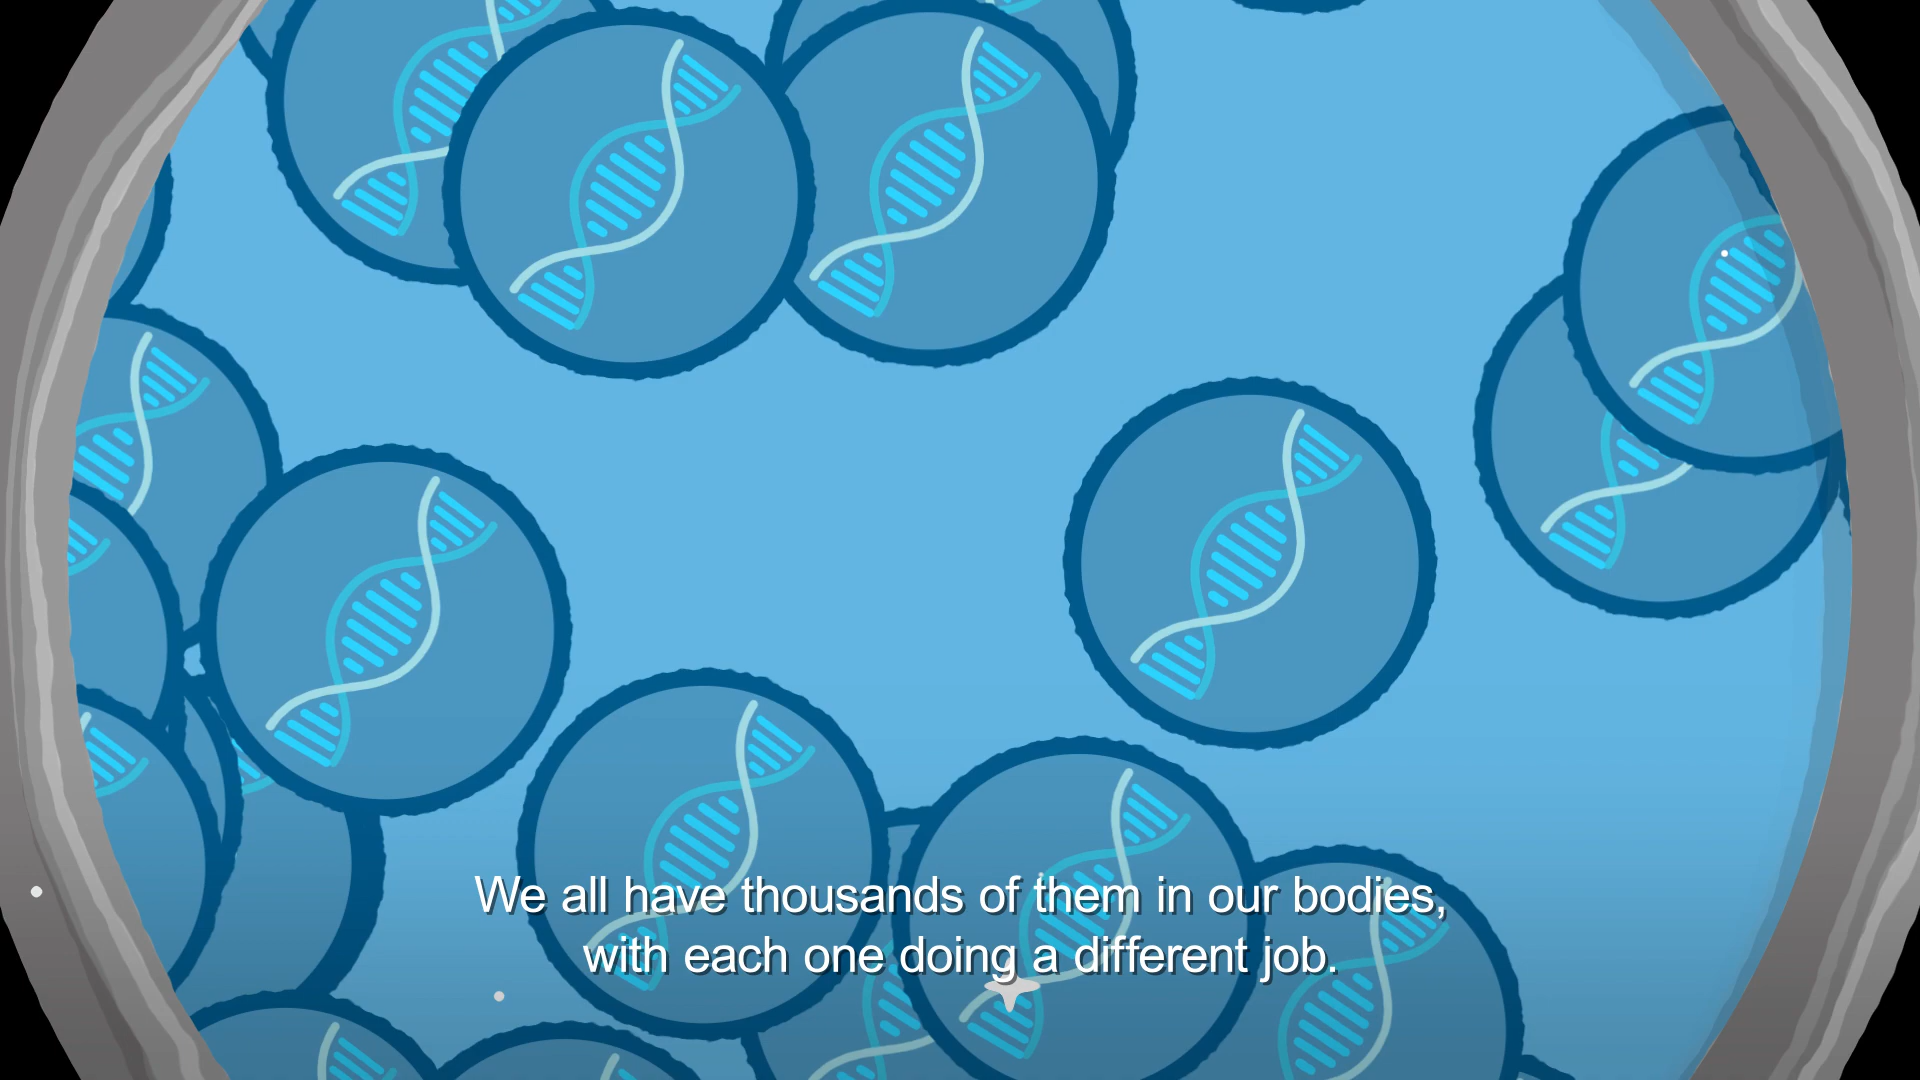 We all have thousands of them in our bodies,
with each one doing a different job.